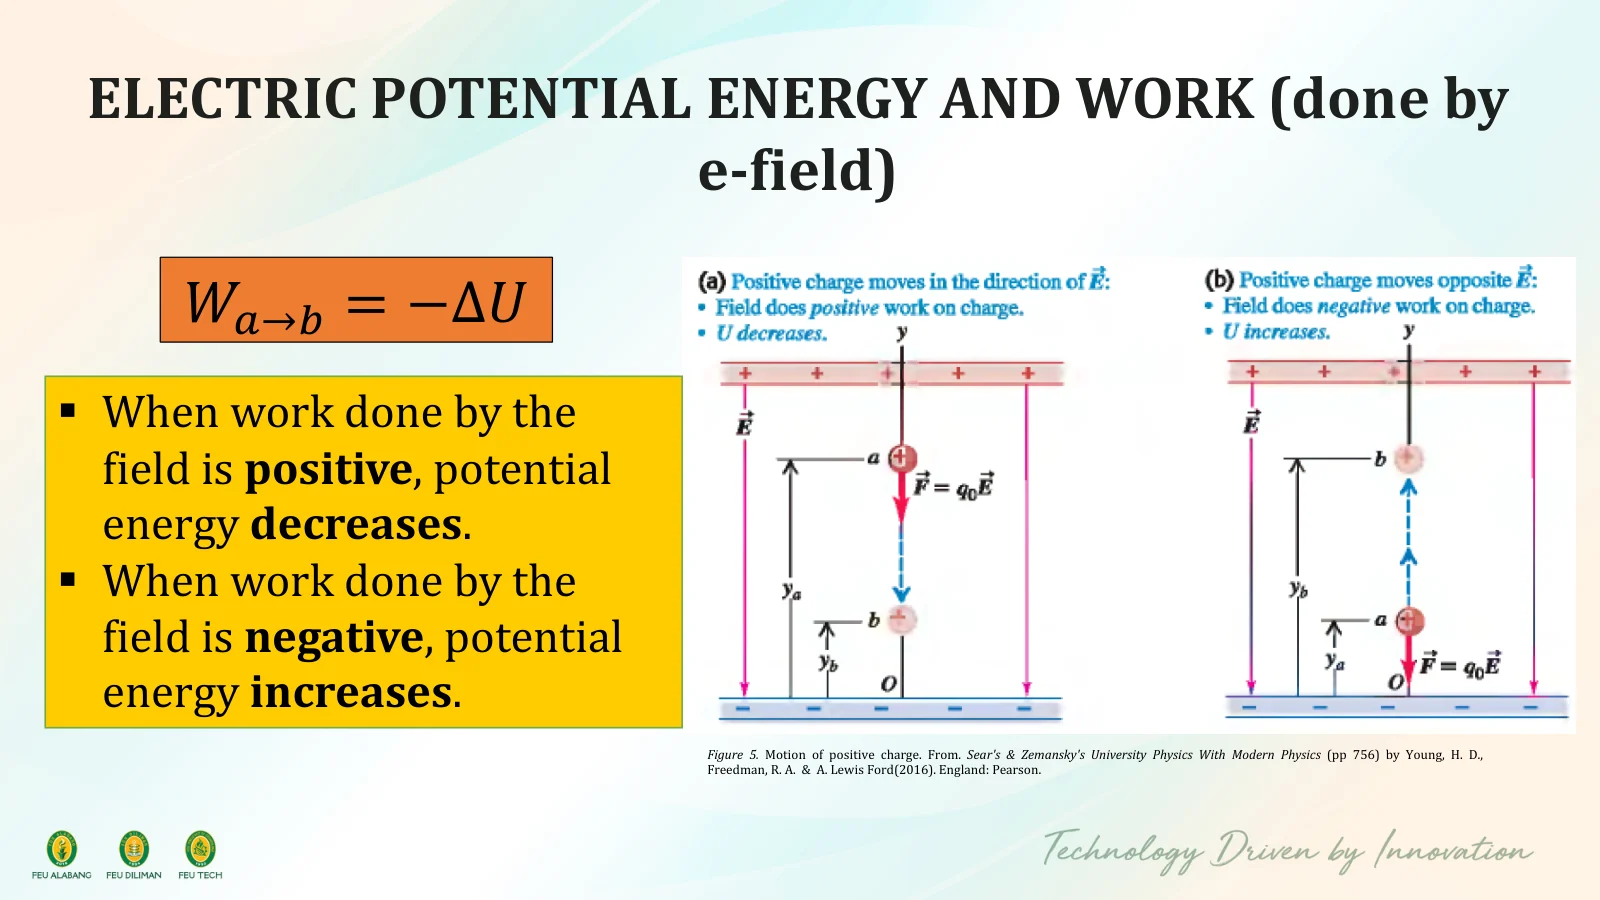 ELECTRIC POTENTIAL ENERGY AND WORK (done by
e-field)
W_{a→b} = −ΔU
▪ When work done by the
field is positive, potential
energy decreases.
▪ When work done by the
field is negative, potential
energy increases.
(a) Positive charge moves in the direction of E⃗:
• Field does positive work on charge.
• U decreases.
y
+ + + + +
E⃗
a +
F⃗ = q₀E⃗
yₐ
b +
y_b
O
− − − − −
(b) Positive charge moves opposite E⃗:
• Field does negative work on charge.
• U increases.
y
+ + + + +
E⃗
b +
y_b
a +
yₐ
F⃗ = q₀E⃗
O
− − − − −
Figure 5. Motion of positive charge. From. Sear's & Zemansky's University Physics With Modern Physics (pp 756) by Young, H. D.,
Freedman, R. A. & A. Lewis Ford(2016). England: Pearson.
FEU ALABANG FEU DILIMAN FEU TECH
Technology Driven by Innovation